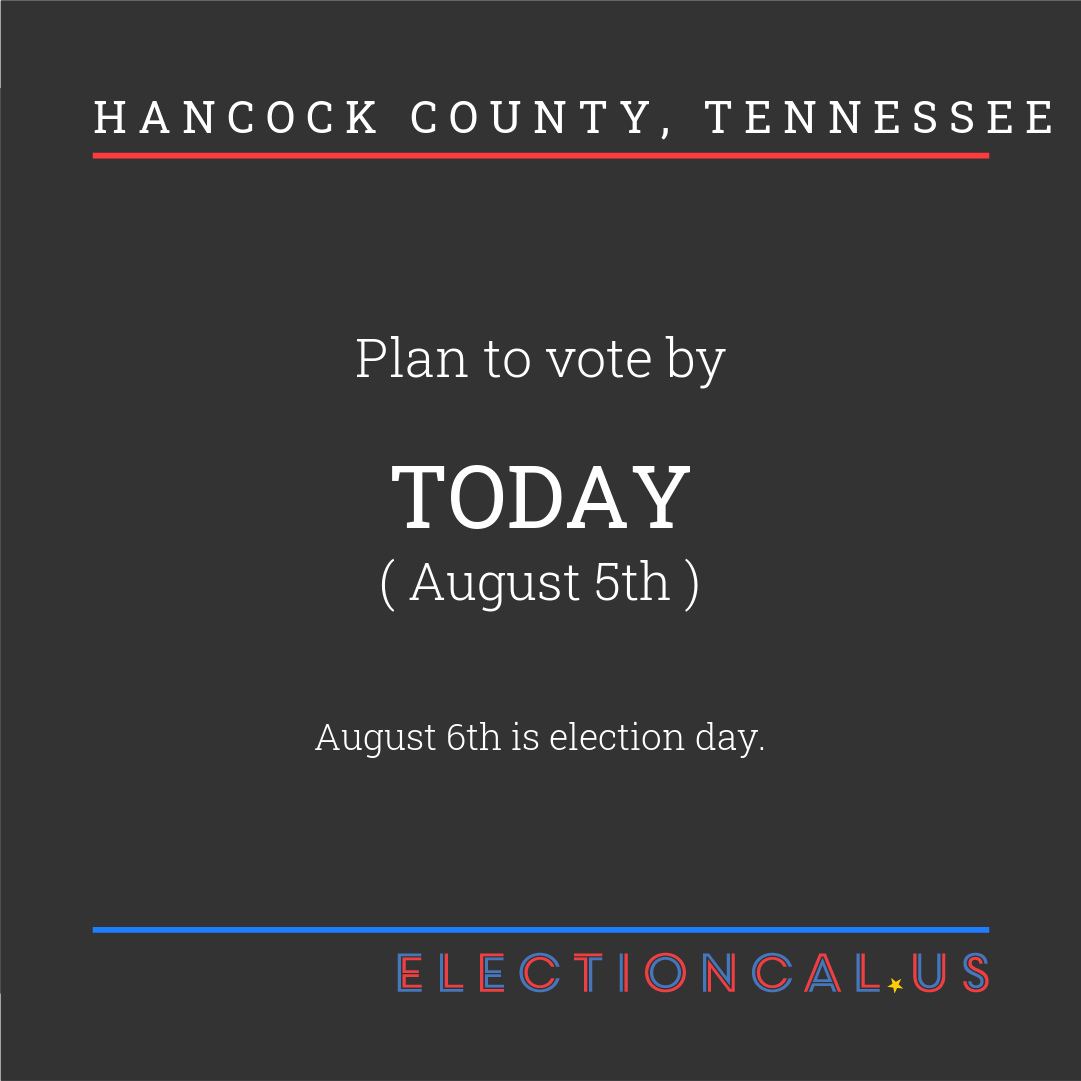 HANCOCK COUNTY, TENNESSEE
Plan to vote by
TODAY
( August 5th )
August 6th is election day.
ELECTIONCAL.US